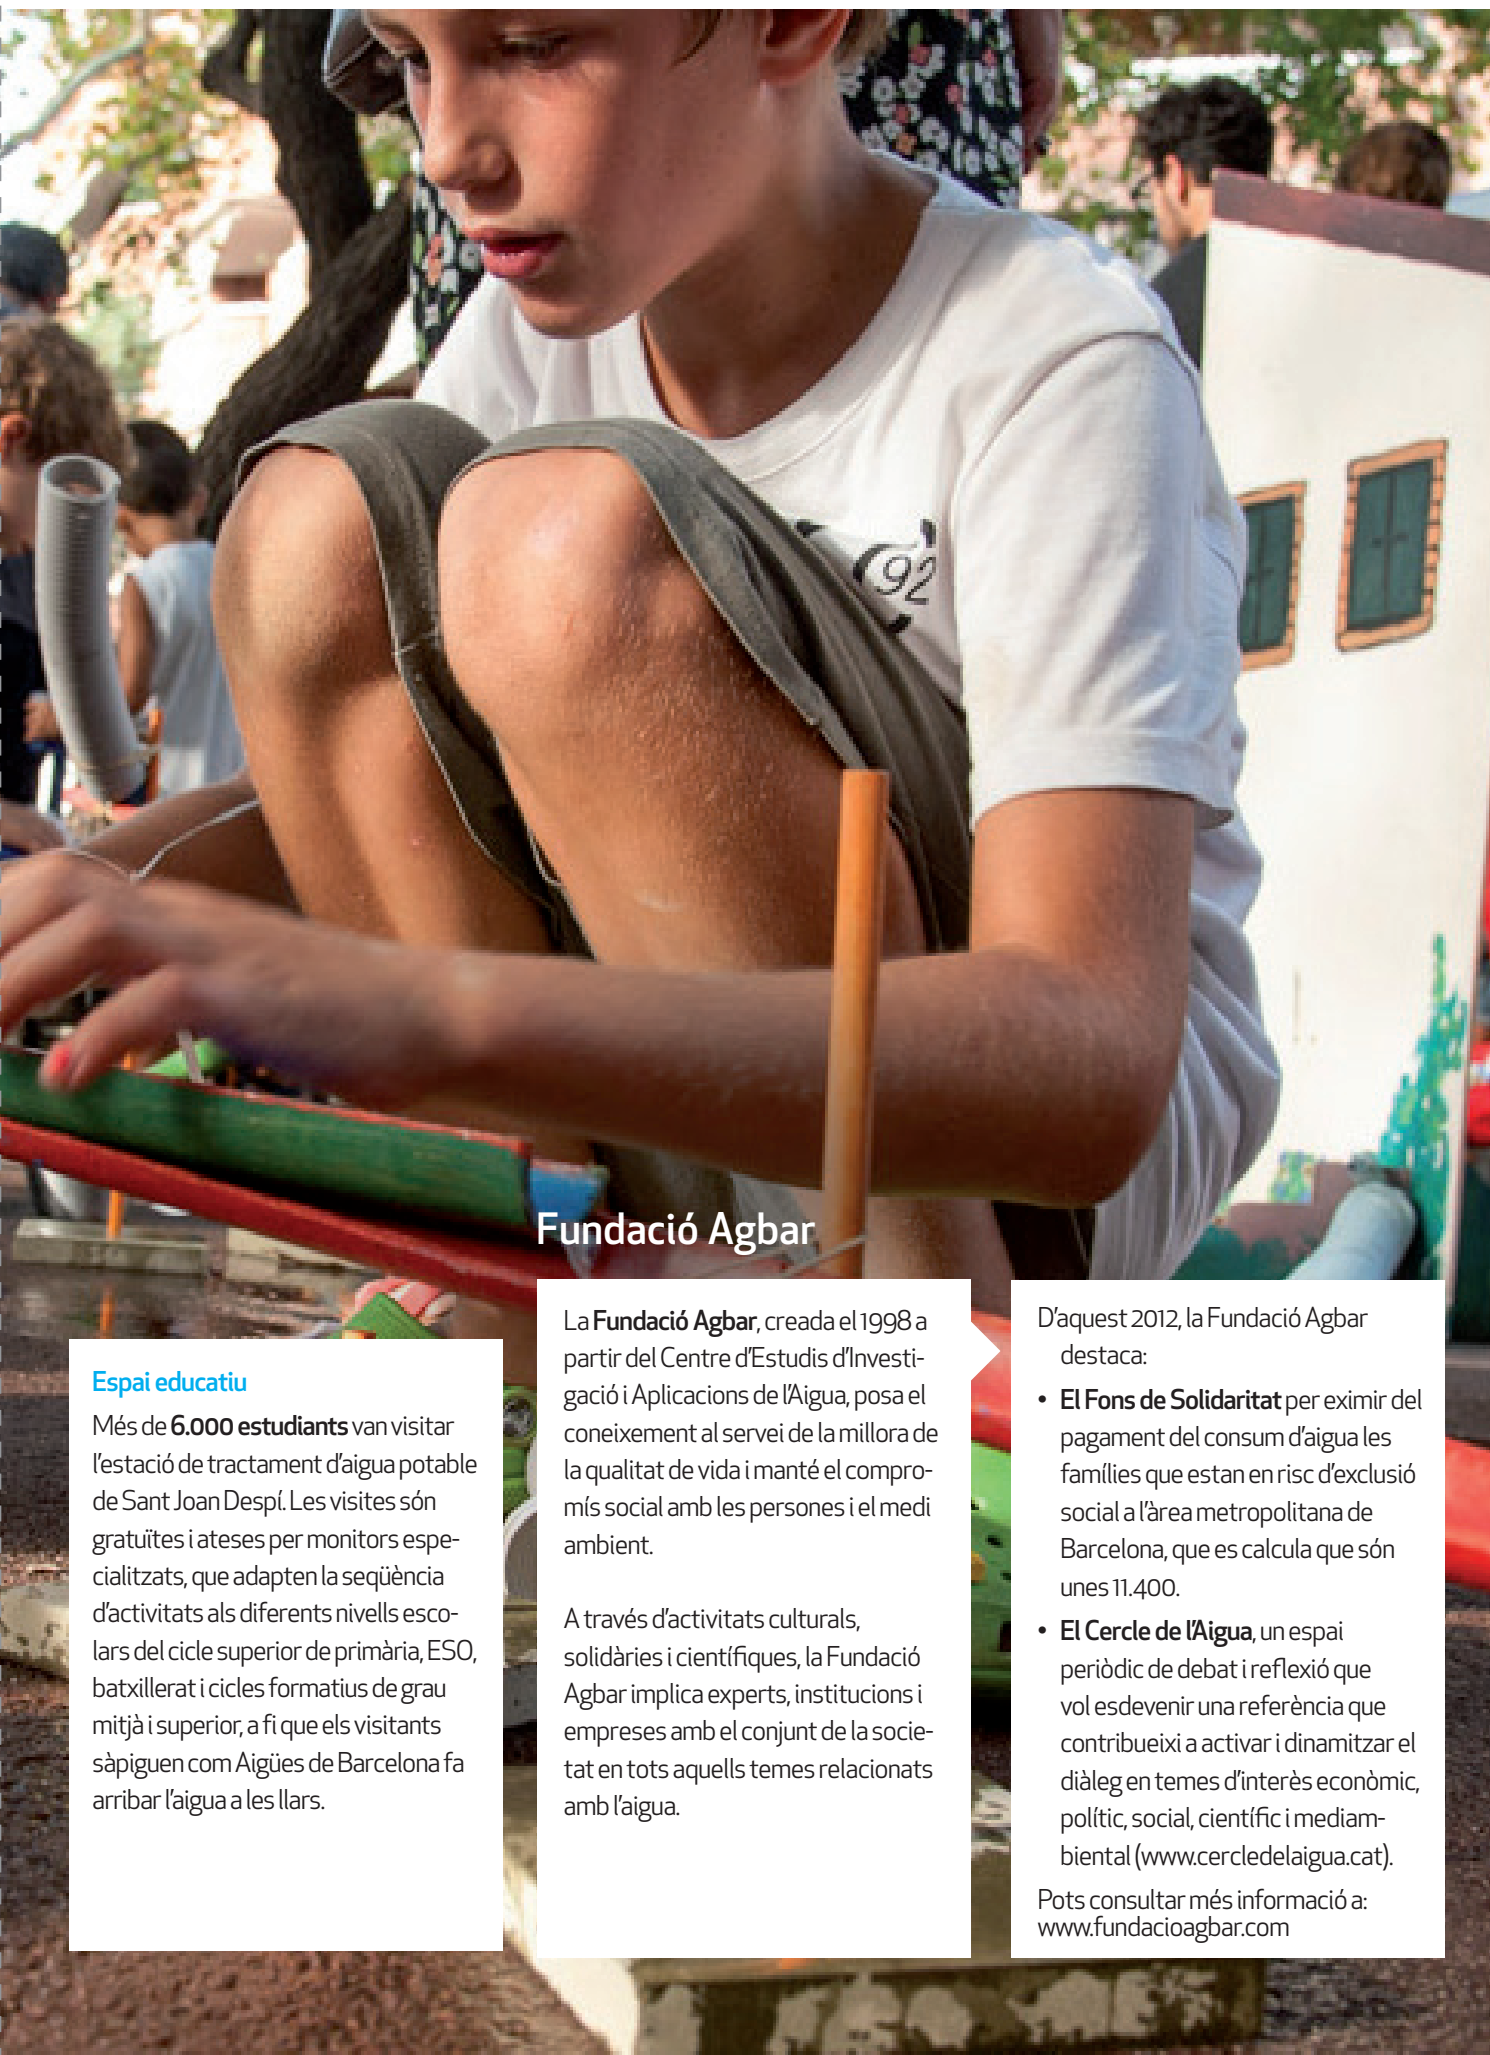 92
Fundació Agbar
Espai educatiu
Més de 6.000 estudiants van visitar
l'estació de tractament d'aigua potable
de Sant Joan Despí. Les visites són
gratuïtes i ateses per monitors espe-
cialitzats, que adapten la seqüència
d'activitats als diferents nivells esco-
lars del cicle superior de primària, ESO,
batxillerat i cicles formatius de grau
mitjà i superior, a fi que els visitants
sàpiguen com Aigües de Barcelona fa
arribar l'aigua a les llars.
La Fundació Agbar, creada el 1998 a
partir del Centre d'Estudis d'Investi-
gació i Aplicacions de l'Aigua, posa el
coneixement al servei de la millora de
la qualitat de vida i manté el compro-
mís social amb les persones i el medi
ambient.
A través d'activitats culturals,
solidàries i científiques, la Fundació
Agbar implica experts, institucions i
empreses amb el conjunt de la socie-
tat en tots aquells temes relacionats
amb l'aigua.
D'aquest 2012, la Fundació Agbar
destaca:
• El Fons de Solidaritat per eximir del
pagament del consum d'aigua les
famílies que estan en risc d'exclusió
social a l'àrea metropolitana de
Barcelona, que es calcula que són
unes 11.400.
• El Cercle de l'Aigua, un espai
periòdic de debat i reflexió que
vol esdevenir una referència que
contribueixi a activar i dinamitzar el
diàleg en temes d'interès econòmic,
polític, social, científic i mediam-
biental (www.cercledelaigua.cat).
Pots consultar més informació a:
www.fundacioagbar.com